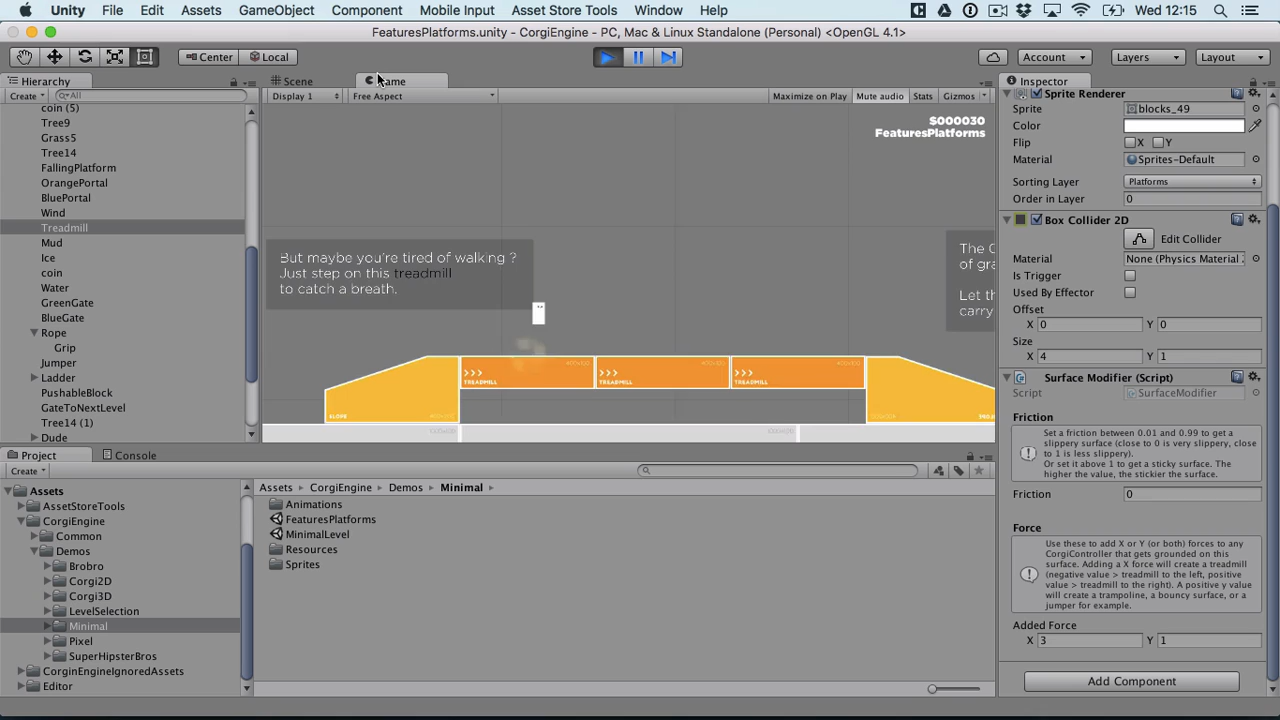 Unity File Edit Assets GameObject Component Mobile Input Asset Store Tools Window Help Wed 12:15
FeaturesPlatforms.unity - CorgiEngine - PC, Mac & Linux Standalone (Personal) <OpenGL 4.1>
Center Local Account Layers Layout
Hierarchy
Create All
coin (5)
Tree9
Grass5
Tree14
FallingPlatform
OrangePortal
BluePortal
Wind
Treadmill
Mud
Ice
coin
Water
GreenGate
BlueGate
Rope
Grip
Jumper
Ladder
PushableBlock
GateToNextLevel
Tree14 (1)
Dude
Scene
Display 1 Free Aspect Maximize on Play Mute audio Stats Gizmos
$000030
FeaturesPlatforms
But maybe you're tired of walking ?
Just step on this treadmill
to catch a breath.
The C
of gra
Let th
carry
>>> >>> >>>
TREADMILL TREADMILL TREADMILL
SLOPE
Inspector
Sprite Renderer
Sprite blocks_49
Color
Flip X Y
Material Sprites-Default
Sorting Layer Platforms
Order in Layer 0
Box Collider 2D
Edit Collider
Material None (Physics Material
Is Trigger
Used By Effector
Offset
X 0 Y 0
Size
X 4 Y 1
Surface Modifier (Script)
Script SurfaceModifier
Friction
Set a friction between 0.01 and 0.99 to get a
slippery surface (close to 0 is very slippery, close
to 1 is less slippery).
Or set it above 1 to get a sticky surface. The
higher the value, the stickier the surface.
Friction 0
Force
Use these to add X or Y (or both) forces to any
CorgiController that gets grounded on this
surface. Adding a X force will create a treadmill
(negative value > treadmill to the left, positive
value > treadmill to the right). A positive y value
will create a trampoline, a bouncy surface, or a
jumper for example.
Added Force
X 3 Y 1
Add Component
Project Console
Create
Assets
AssetStoreTools
CorgiEngine
Common
Demos
Brobro
Corgi2D
Corgi3D
LevelSelection
Minimal
Pixel
SuperHipsterBros
CorginEngineIgnoredAssets
Editor
Assets CorgiEngine Demos Minimal
Animations
FeaturesPlatforms
MinimalLevel
Resources
Sprites